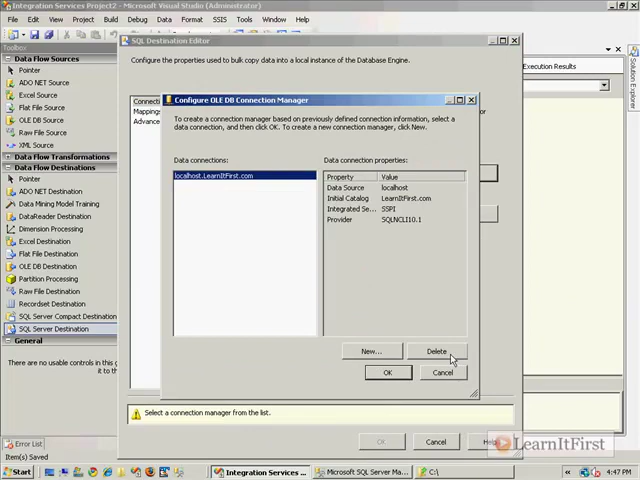 Integration Services Project2 - Microsoft Visual Studio (Administrator)
File Edit View Project Build Debug Data Format SSIS Tools Window Help
Toolbox
Data Flow Sources
Pointer
ADO NET Source
Excel Source
Flat File Source
OLE DB Source
Raw File Source
XML Source
Data Flow Transformations
Data Flow Destinations
Pointer
ADO NET Destination
Data Mining Model Training
DataReader Destination
Dimension Processing
Excel Destination
Flat File Destination
OLE DB Destination
Partition Processing
Raw File Destination
Recordset Destination
SQL Server Compact Destination
SQL Server Destination
General
There are no usable controls in this g
it to th
SQL Destination Editor
Configure the properties used to bulk copy data into a local instance of the Database Engine.
Connecti
Mapping
Advance
Configure OLE DB Connection Manager
To create a connection manager based on previously defined connection information, select a
data connection, and then click OK. To create a new connection manager, click New.
Data connections:
localhost.LearnItFirst.com
Data connection properties:
Property Value
Data Source localhost
Initial Catalog LearnItFirst.com
Integrated Se... SSPI
Provider SQLNCLI10.1
New... Delete
OK Cancel
Select a connection manager from the list.
OK Cancel Help
Execution Results
Solution Explorer
Error List
Item(s) Saved
LearnItFirst
Start
Integration Services ...
Microsoft SQL Server Ma...
C:\
4:47 PM